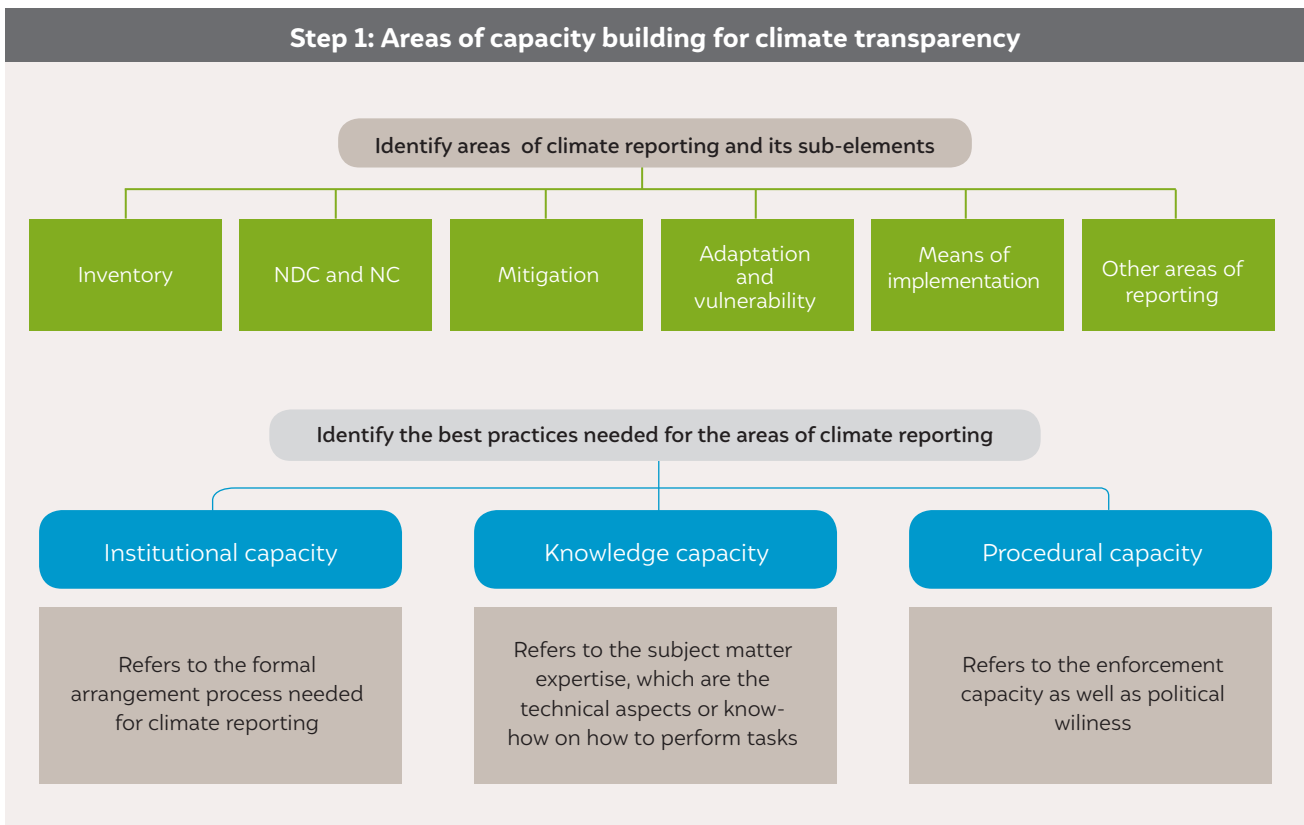 Step 1: Areas of capacity building for climate transparency
Identify areas of climate reporting and its sub-elements
Inventory
NDC and NC
Mitigation
Adaptation
and
vulnerability
Means of
implementation
Other areas of
reporting
Identify the best practices needed for the areas of climate reporting
Institutional capacity
Knowledge capacity
Procedural capacity
Refers to the formal
arrangement process needed
for climate reporting
Refers to the subject matter
expertise, which are the
technical aspects or know-
how on how to perform tasks
Refers to the enforcement
capacity as well as political
wiliness